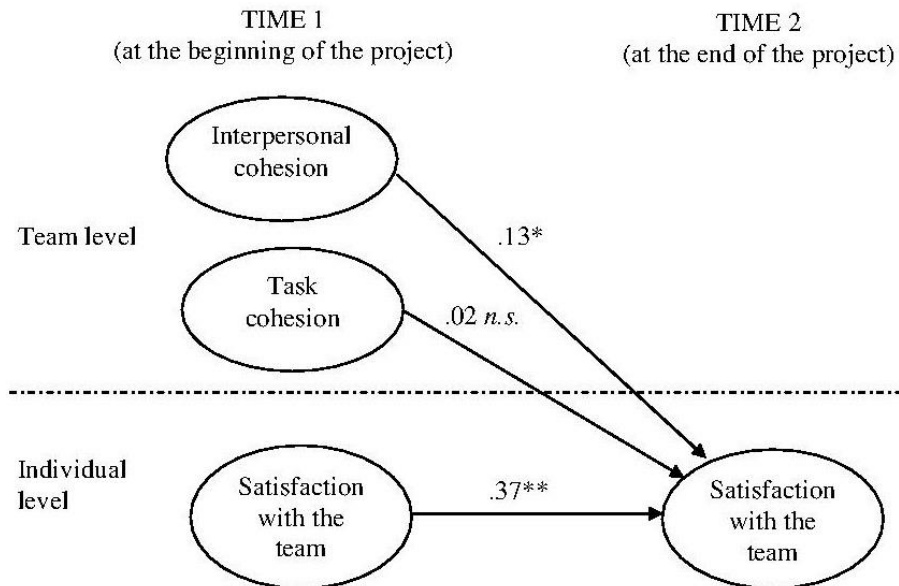 TIME 1
(at the beginning of the project)
TIME 2
(at the end of the project)
Interpersonal
cohesion
Team level
.13*
Task
cohesion
.02 n.s.
Individual
level
Satisfaction
with the
team
.37**
Satisfaction
with the
team